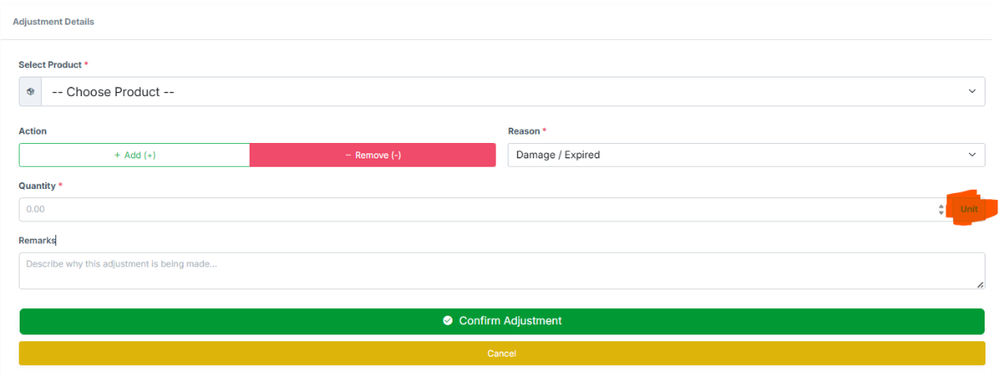 Adjustment Details
Select Product *
-- Choose Product --
Action
Reason *
+ Add (+)
− Remove (-)
Damage / Expired
Quantity *
0.00
Unit
Remarks
Describe why this adjustment is being made...
Confirm Adjustment
Cancel